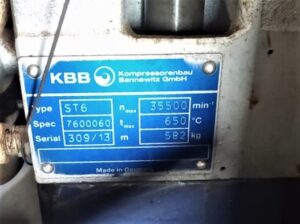 KBB Kompressorenbau
Bannewitz GmbH
Type ST6 nmax 35500 min⁻¹
Spec 7600060 tmax 650 °C
Serial 309/13 m 582 kg
Made in